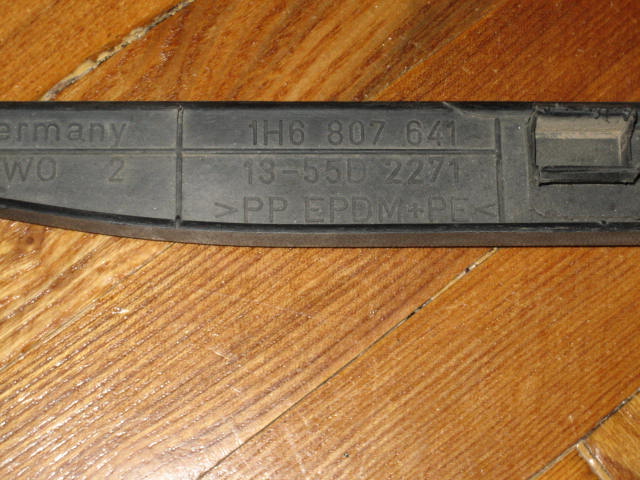 ermany 1H6 807 641
WO 2 13-55D 2271
>PP EPDM+PE<